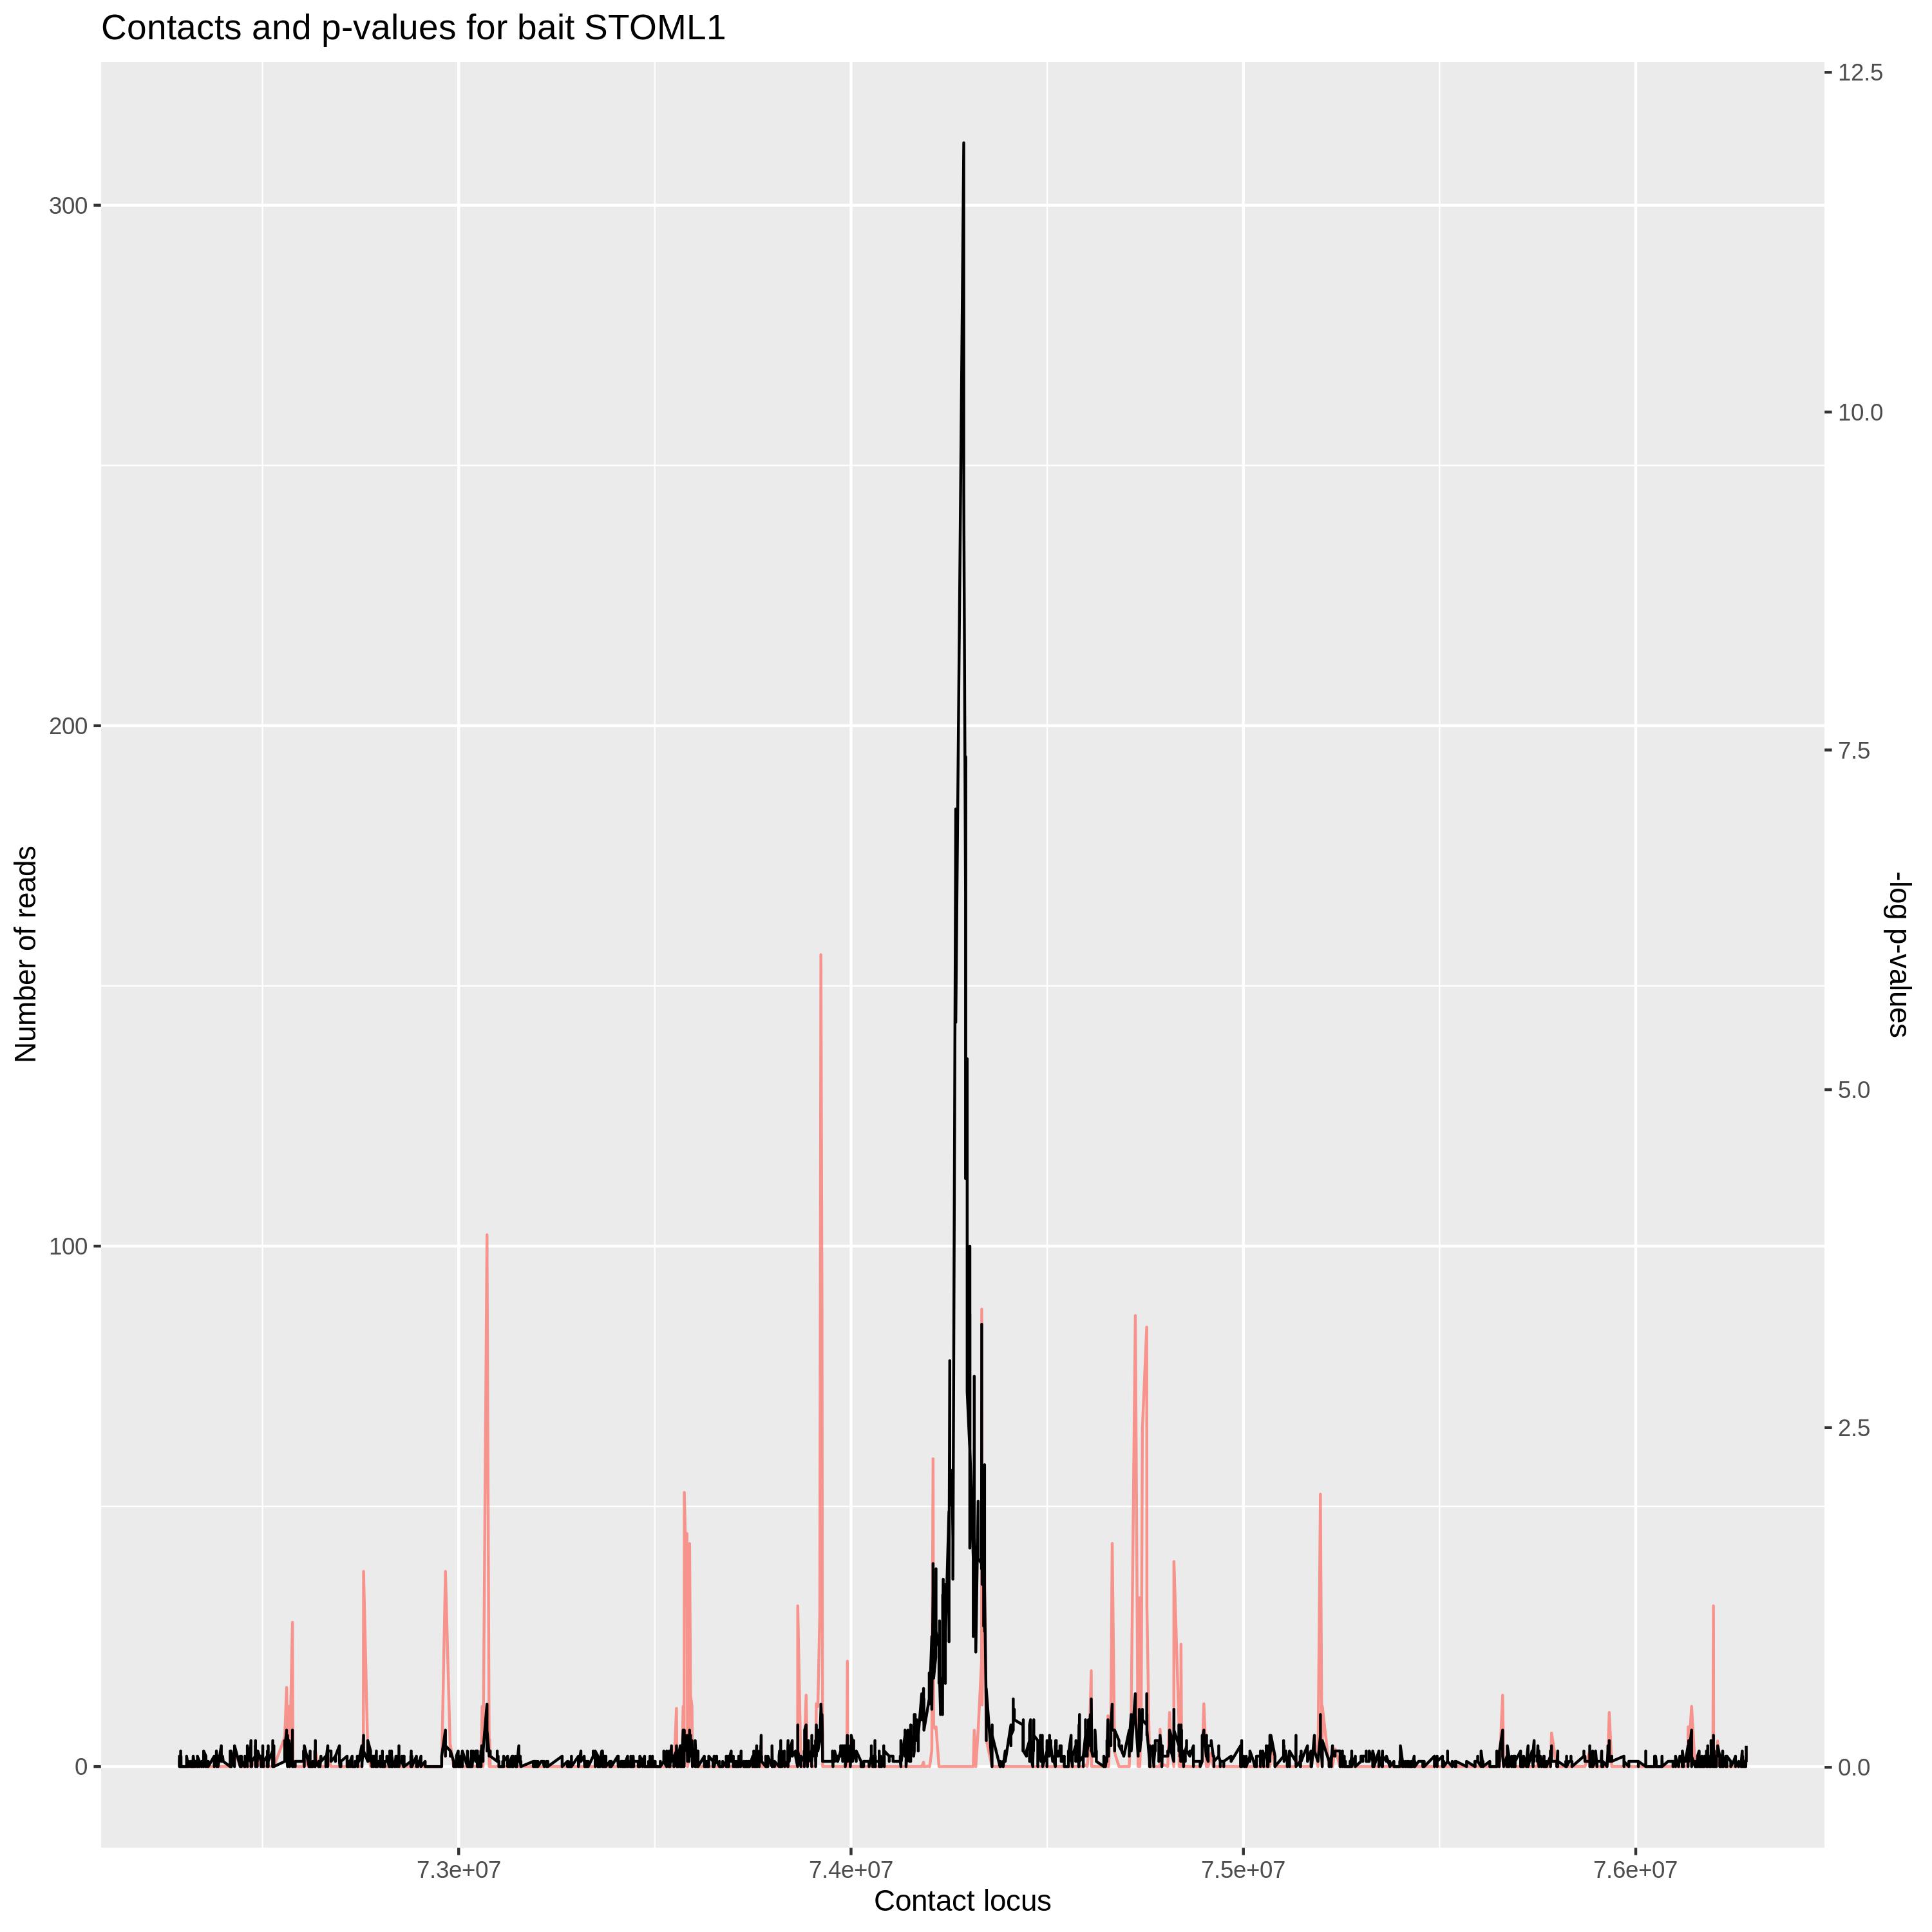 Contacts and p-values for bait STOML1
300
200
100
0
Number of reads
12.5
10.0
7.5
5.0
2.5
0.0
-log p-values
7.3e+07
7.4e+07
7.5e+07
7.6e+07
Contact locus